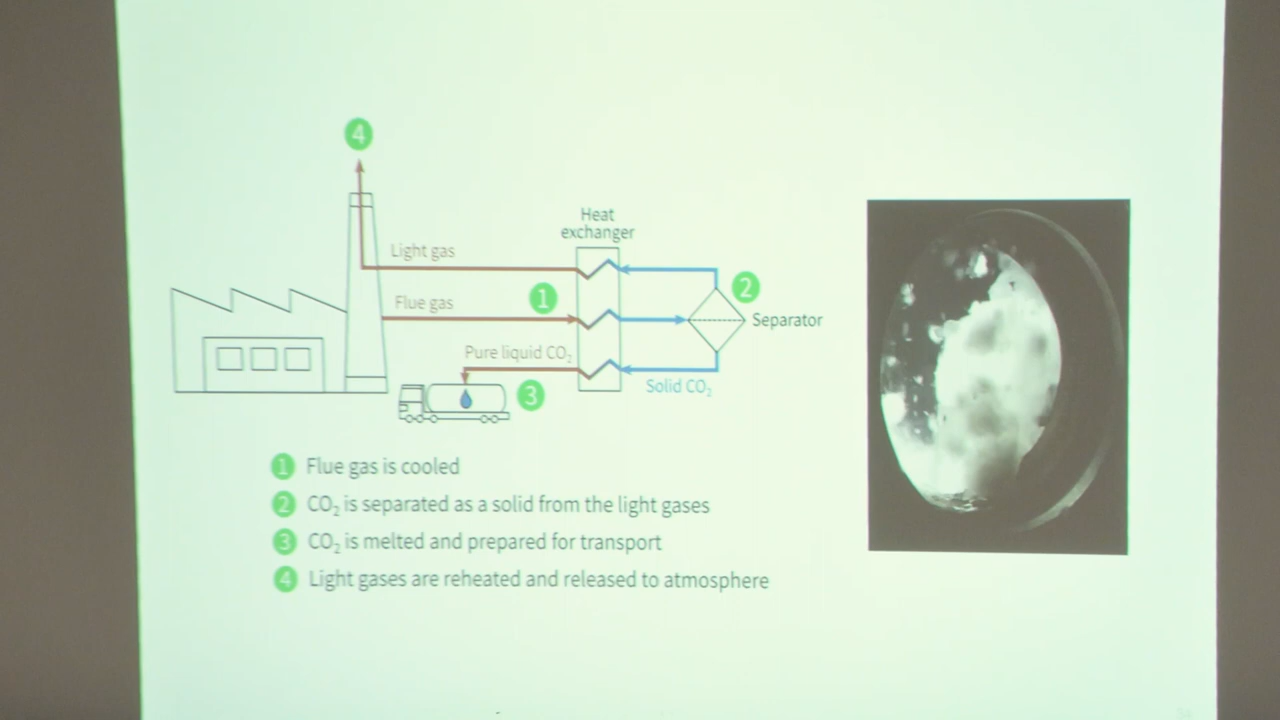 4
Heat
exchanger
Light gas
2
1
Flue gas
Separator
Pure liquid CO₂
Solid CO₂
3
1 Flue gas is cooled
2 CO₂ is separated as a solid from the light gases
3 CO₂ is melted and prepared for transport
4 Light gases are reheated and released to atmosphere